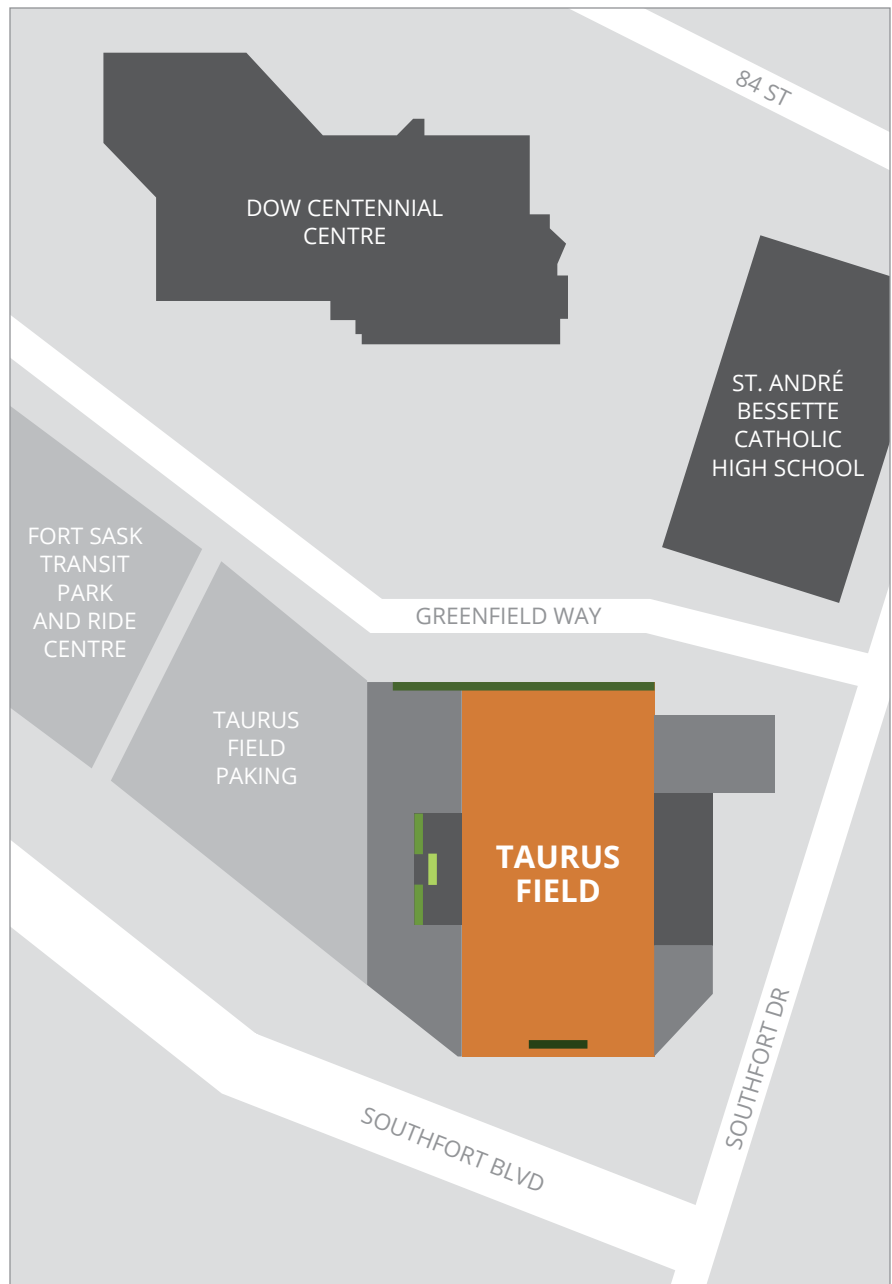 84 ST
DOW CENTENNIAL
CENTRE
ST. ANDRÉ
BESSETTE
CATHOLIC
HIGH SCHOOL
FORT SASK
TRANSIT
PARK
AND RIDE
CENTRE
GREENFIELD WAY
TAURUS
FIELD
PAKING
TAURUS
FIELD
SOUTHFORT DR
SOUTHFORT BLVD